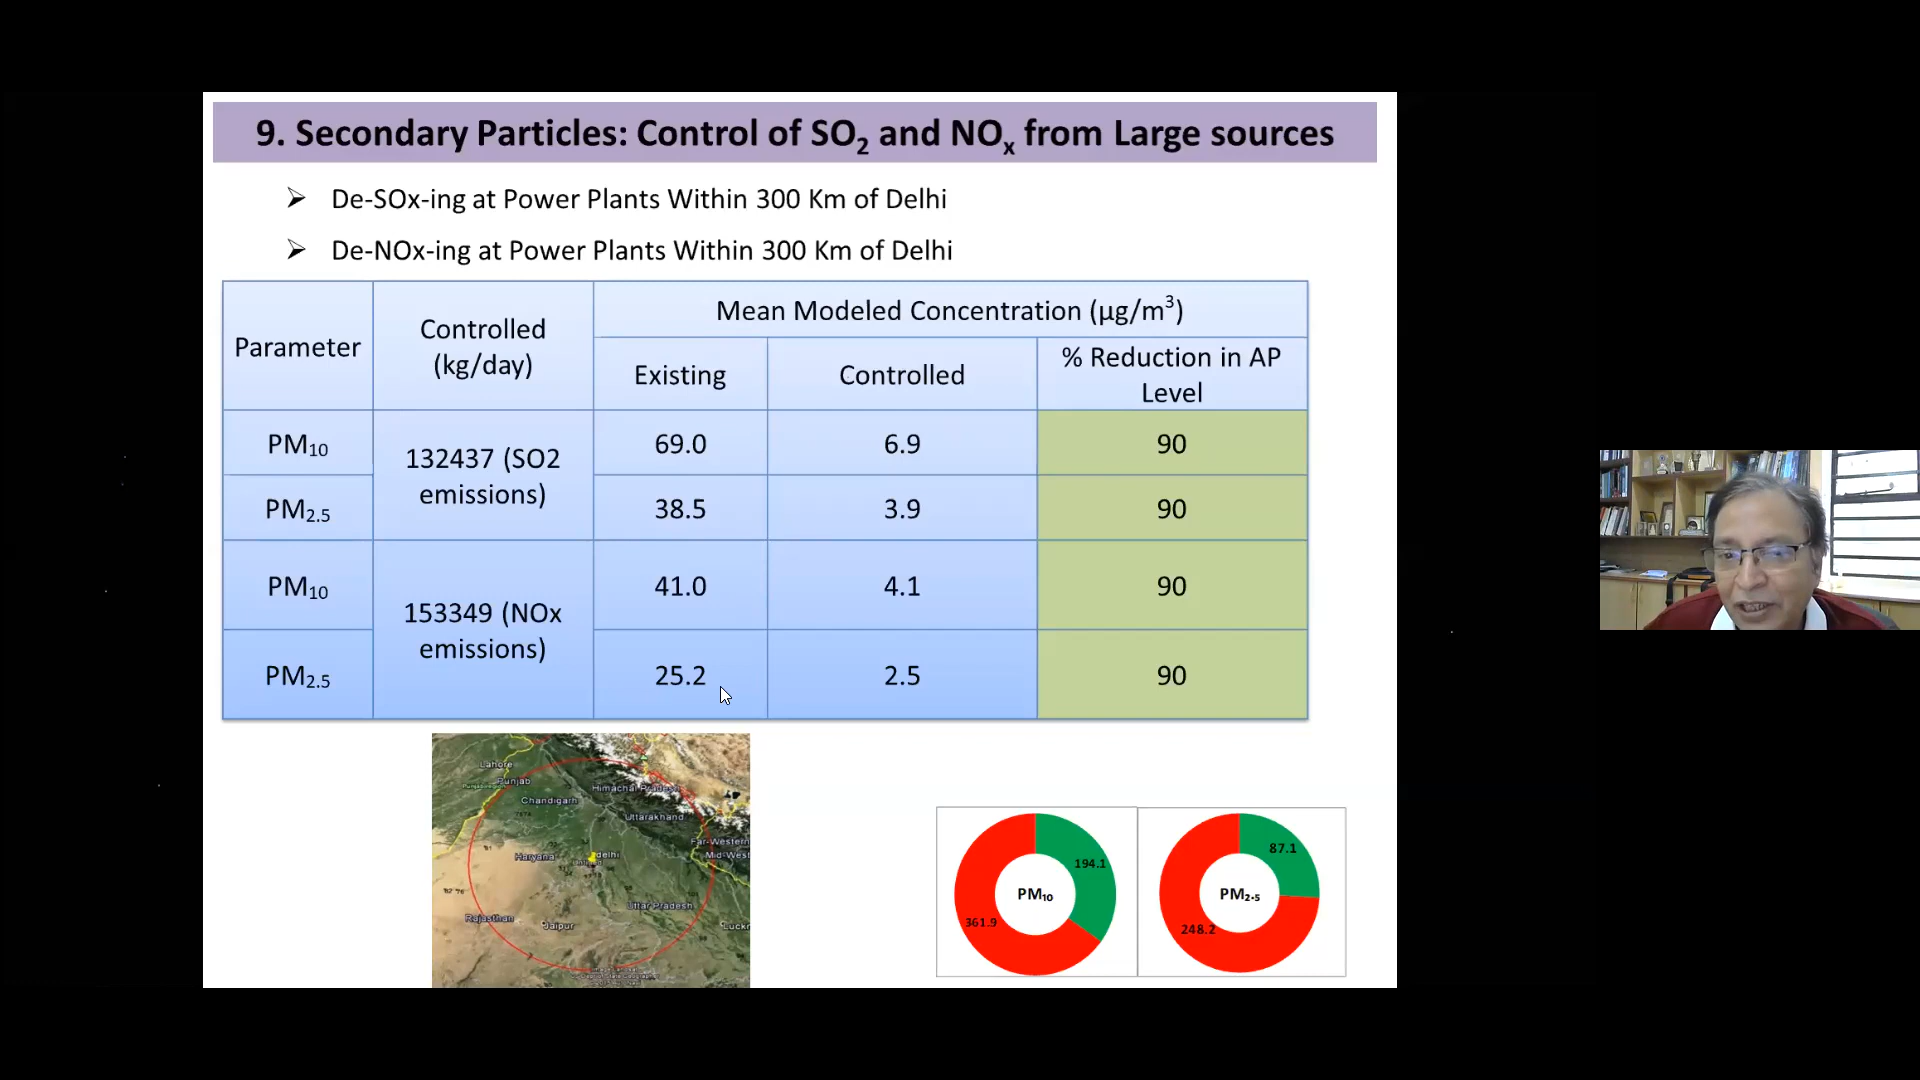 9. Secondary Particles: Control of SO₂ and NOₓ from Large sources
➢ De-SOx-ing at Power Plants Within 300 Km of Delhi
➢ De-NOx-ing at Power Plants Within 300 Km of Delhi
Parameter
Controlled
(kg/day)
Mean Modeled Concentration (µg/m³)
Existing
Controlled
% Reduction in AP
Level
PM₁₀
132437 (SO2
emissions)
69.0
6.9
90
PM₂.₅
38.5
3.9
90
PM₁₀
153349 (NOx
emissions)
41.0
4.1
90
PM₂.₅
25.2
2.5
90
Lahore
Punjab
Himachal Pradesh
Chandigarh
Uttarakhand
Far-Western
Haryana
delhi
Mid-West
Uttar Pradesh
Rajasthan
Jaipur
Luckn
194.1
PM₁₀
361.9
87.1
PM₂.₅
248.2